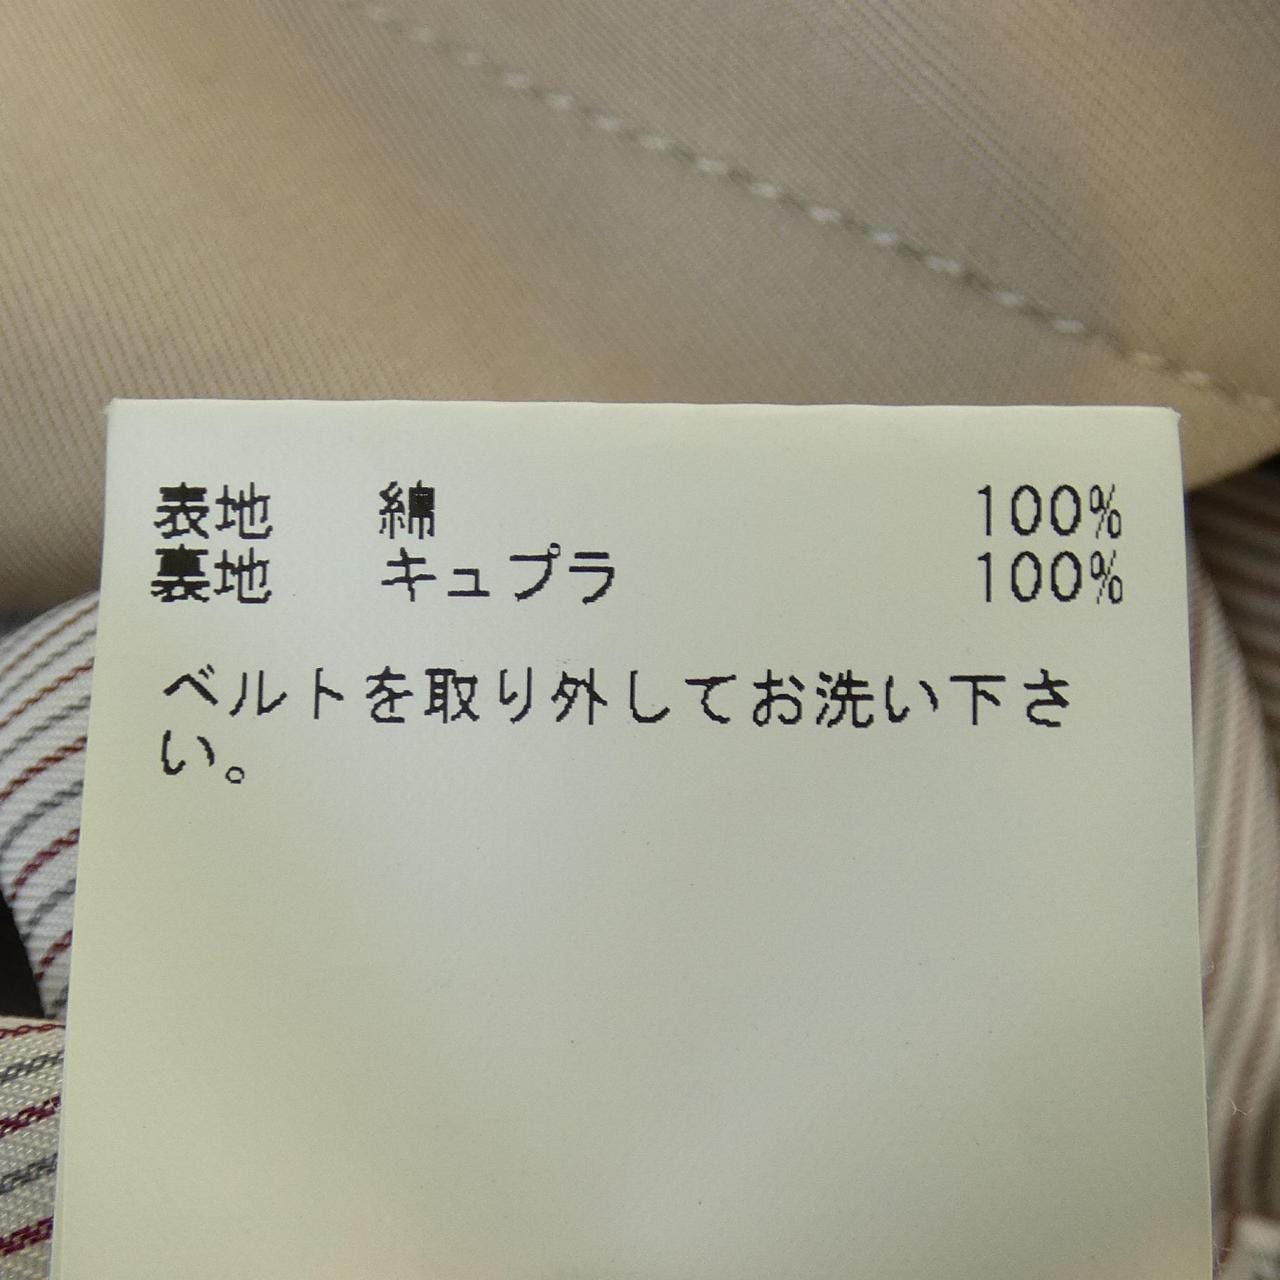 表地 綿 100%
裏地 キュプラ 100%
ベルトを取り外してお洗い下さ
い。